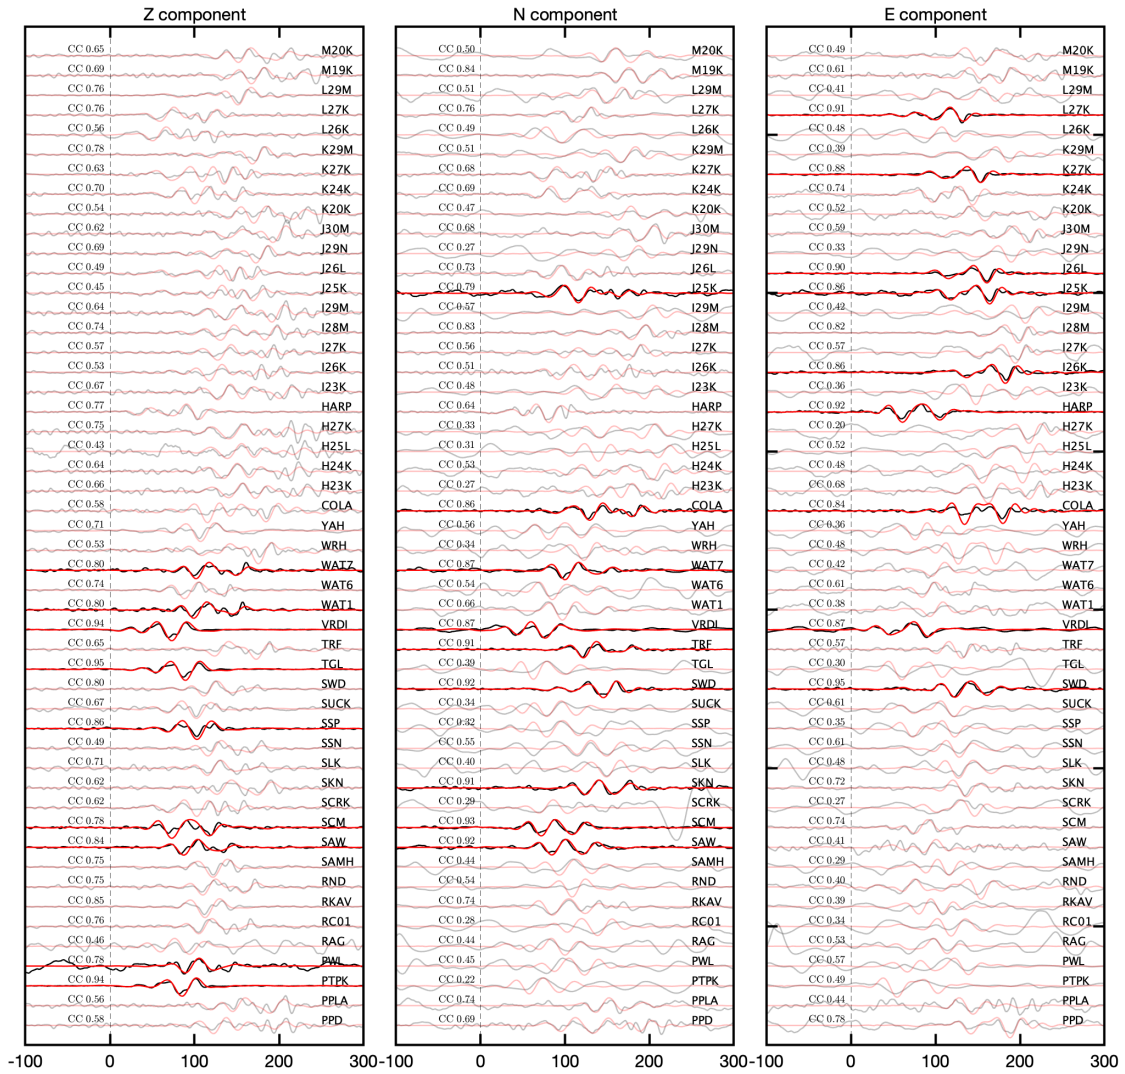 Z component N component E component
CC 0.65 M20K CC 0.50 M20K CC 0.49 M20K
CC 0.69 M19K CC 0.84 M19K CC 0.61 M19K
CC 0.76 L29M CC 0.51 L29M CC 0.41 L29M
CC 0.76 L27K CC 0.76 L27K CC 0.91 L27K
CC 0.56 L26K CC 0.49 L26K CC 0.48 L26K
CC 0.78 K29M CC 0.51 K29M CC 0.39 K29M
CC 0.63 K27K CC 0.68 K27K CC 0.88 K27K
CC 0.70 K24K CC 0.69 K24K CC 0.74 K24K
CC 0.54 K20K CC 0.47 K20K CC 0.52 K20K
CC 0.62 J30M CC 0.68 J30M CC 0.59 J30M
CC 0.69 J29N CC 0.27 J29N CC 0.33 J29N
CC 0.49 J26L CC 0.73 J26L CC 0.90 J26L
CC 0.45 J25K CC 0.79 J25K CC 0.86 J25K
CC 0.64 I29M CC 0.57 I29M CC 0.42 I29M
CC 0.74 I28M CC 0.83 I28M CC 0.82 I28M
CC 0.57 I27K CC 0.56 I27K CC 0.57 I27K
CC 0.53 I26K CC 0.51 I26K CC 0.86 I26K
CC 0.67 I23K CC 0.48 I23K CC 0.36 I23K
CC 0.77 HARP CC 0.64 HARP CC 0.92 HARP
CC 0.75 H27K CC 0.33 H27K CC 0.20 H27K
CC 0.43 H25L CC 0.31 H25L CC 0.52 H25L
CC 0.64 H24K CC 0.53 H24K CC 0.48 H24K
CC 0.66 H23K CC 0.27 H23K CC 0.68 H23K
CC 0.58 COLA CC 0.86 COLA CC 0.84 COLA
CC 0.71 YAH CC 0.56 YAH CC 0.36 YAH
CC 0.53 WRH CC 0.34 WRH CC 0.48 WRH
CC 0.80 WAT7 CC 0.87 WAT7 CC 0.42 WAT7
CC 0.74 WAT6 CC 0.54 WAT6 CC 0.61 WAT6
CC 0.80 WAT1 CC 0.66 WAT1 CC 0.38 WAT1
CC 0.94 VRDI CC 0.87 VRDI CC 0.87 VRDI
CC 0.65 TRF CC 0.91 TRF CC 0.57 TRF
CC 0.95 TGL CC 0.39 TGL CC 0.30 TGL
CC 0.80 SWD CC 0.92 SWD CC 0.95 SWD
CC 0.67 SUCK CC 0.34 SUCK CC 0.61 SUCK
CC 0.86 SSP CC 0.32 SSP CC 0.35 SSP
CC 0.49 SSN CC 0.55 SSN CC 0.61 SSN
CC 0.71 SLK CC 0.40 SLK CC 0.48 SLK
CC 0.62 SKN CC 0.91 SKN CC 0.72 SKN
CC 0.62 SCRK CC 0.29 SCRK CC 0.27 SCRK
CC 0.78 SCM CC 0.93 SCM CC 0.74 SCM
CC 0.84 SAW CC 0.92 SAW CC 0.41 SAW
CC 0.75 SAMH CC 0.44 SAMH CC 0.29 SAMH
CC 0.75 RND CC 0.54 RND CC 0.40 RND
CC 0.85 RKAV CC 0.74 RKAV CC 0.39 RKAV
CC 0.76 RC01 CC 0.28 RC01 CC 0.34 RC01
CC 0.46 RAG CC 0.44 RAG CC 0.53 RAG
CC 0.78 PWL CC 0.45 PWL CC 0.57 PWL
CC 0.94 PTPK CC 0.22 PTPK CC 0.49 PTPK
CC 0.56 PPLA CC 0.74 PPLA CC 0.44 PPLA
CC 0.58 PPD CC 0.69 PPD CC 0.78 PPD
-100 0 100 200 300 -100 0 100 200 300 -100 0 100 200 300